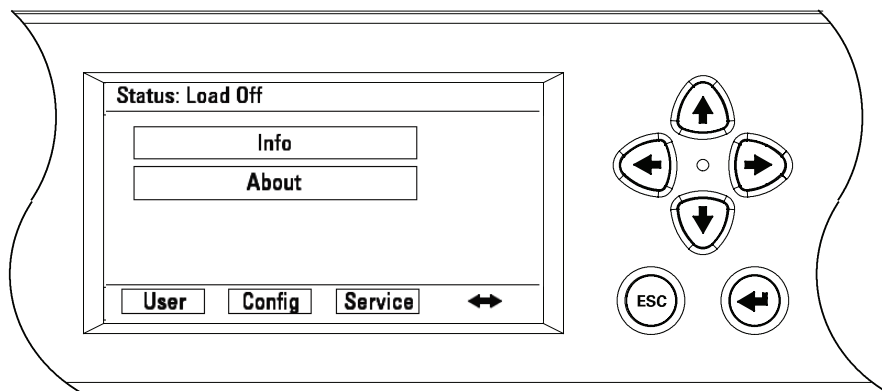 Status: Load Off
Info
About
User Config Service
ESC